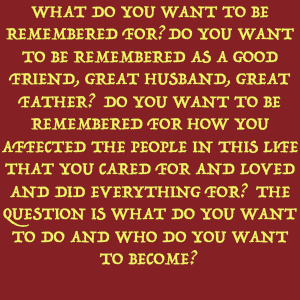 WHAT DO YOU WANT TO BE
REMEMBERED FOR? DO YOU WANT
TO BE REMEMBERED AS A GOOD
FRIEND, GREAT HUSBAND, GREAT
FATHER? DO YOU WANT TO BE
REMEMBERED FOR HOW YOU
AFFECTED THE PEOPLE IN THIS LIFE
THAT YOU CARED FOR AND LOVED
AND DID EVERYTHING FOR? THE
QUESTION IS WHAT DO YOU WANT
TO DO AND WHO DO YOU WANT
TO BECOME?